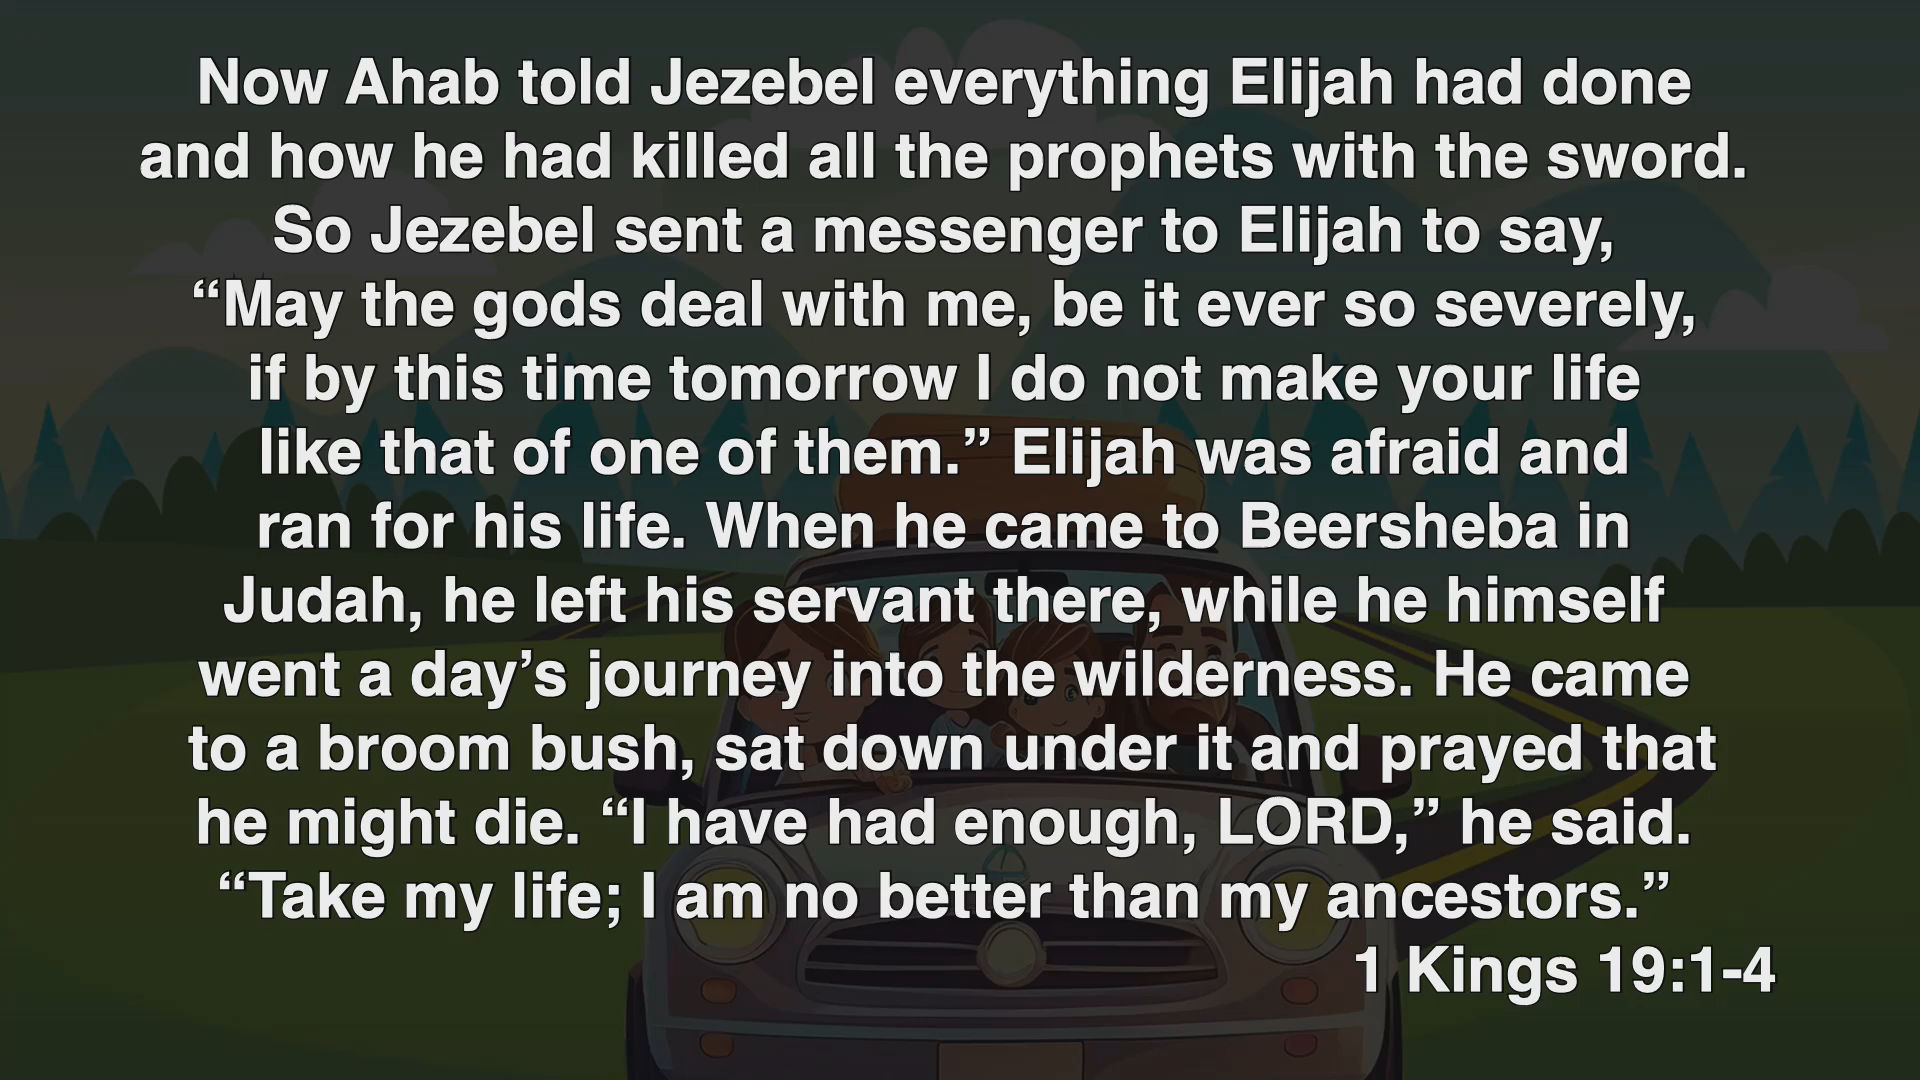 Now Ahab told Jezebel everything Elijah had done
and how he had killed all the prophets with the sword.
So Jezebel sent a messenger to Elijah to say,
“May the gods deal with me, be it ever so severely,
if by this time tomorrow I do not make your life
like that of one of them.” Elijah was afraid and
ran for his life. When he came to Beersheba in
Judah, he left his servant there, while he himself
went a day’s journey into the wilderness. He came
to a broom bush, sat down under it and prayed that
he might die. “I have had enough, LORD,” he said.
“Take my life; I am no better than my ancestors.”
1 Kings 19:1-4